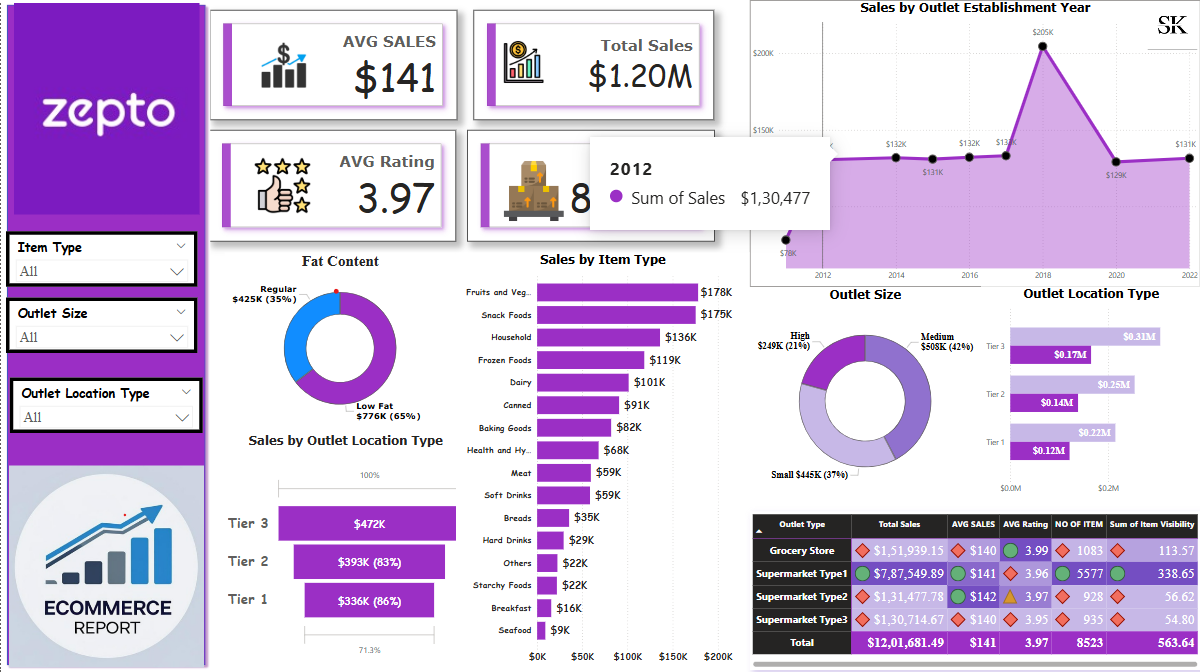 zepto
Item Type
All
Outlet Size
All
Outlet Location Type
All
ECOMMERCE
REPORT
AVG SALES
$141
Total Sales
$1.20M
AVG Rating
3.97
8
2012
Sum of Sales $1,30,477
Sales by Outlet Establishment Year
SK
$200K
$150K
$78K
$132K
$131K
$132K
$205K
$129K
$131K
2012 2014 2016 2018 2020 2022
Fat Content
Regular
$425K (35%)
Low Fat
$776K (65%)
Sales by Outlet Location Type
100%
Tier 3 $472K
Tier 2 $393K (83%)
Tier 1 $336K (86%)
71.3%
Sales by Item Type
Fruits and Veg... $178K
Snack Foods $175K
Household $136K
Frozen Foods $119K
Dairy $101K
Canned $91K
Baking Goods $82K
Health and Hy... $68K
Meat $59K
Soft Drinks $59K
Breads $35K
Hard Drinks $29K
Others $22K
Starchy Foods $22K
Breakfast $16K
Seafood $9K
$0K $50K $100K $150K $200K
Outlet Size
High
$249K (21%)
Medium
$508K (42%)
Small $445K (37%)
Outlet Location Type
Tier 3 $0.31M
$0.17M
Tier 2 $0.25M
$0.14M
Tier 1 $0.22M
$0.12M
$0.0M $0.2M
Outlet Type Total Sales AVG SALES AVG Rating NO OF ITEM Sum of Item Visibility
Grocery Store $1,51,939.15 $140 3.99 1083 113.57
Supermarket Type1 $7,87,549.89 $141 3.96 5577 338.65
Supermarket Type2 $1,31,477.78 $142 3.97 928 56.62
Supermarket Type3 $1,30,714.67 $140 3.95 935 54.80
Total $12,01,681.49 $141 3.97 8523 563.64